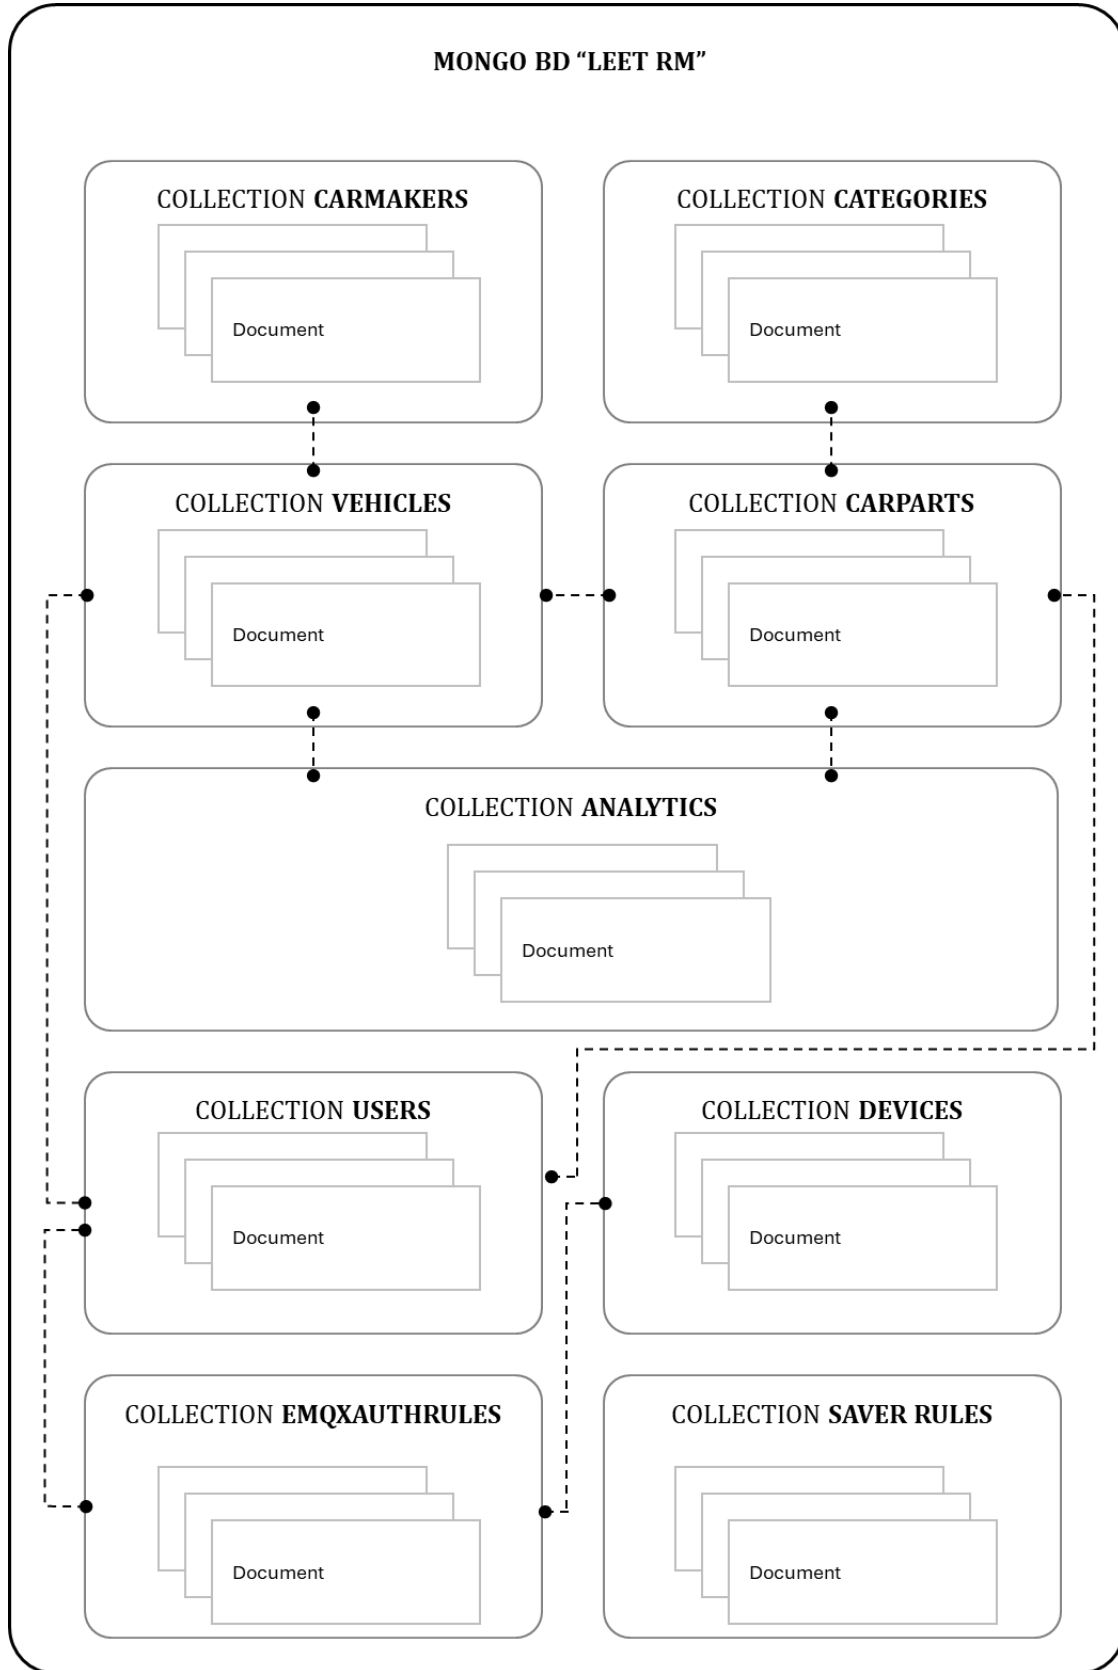 MONGO BD “LEET RM”
COLLECTION CARMAKERS
Document
COLLECTION CATEGORIES
Document
COLLECTION VEHICLES
Document
COLLECTION CARPARTS
Document
COLLECTION ANALYTICS
Document
COLLECTION USERS
Document
COLLECTION DEVICES
Document
COLLECTION EMQXAUTHRULES
Document
COLLECTION SAVER RULES
Document